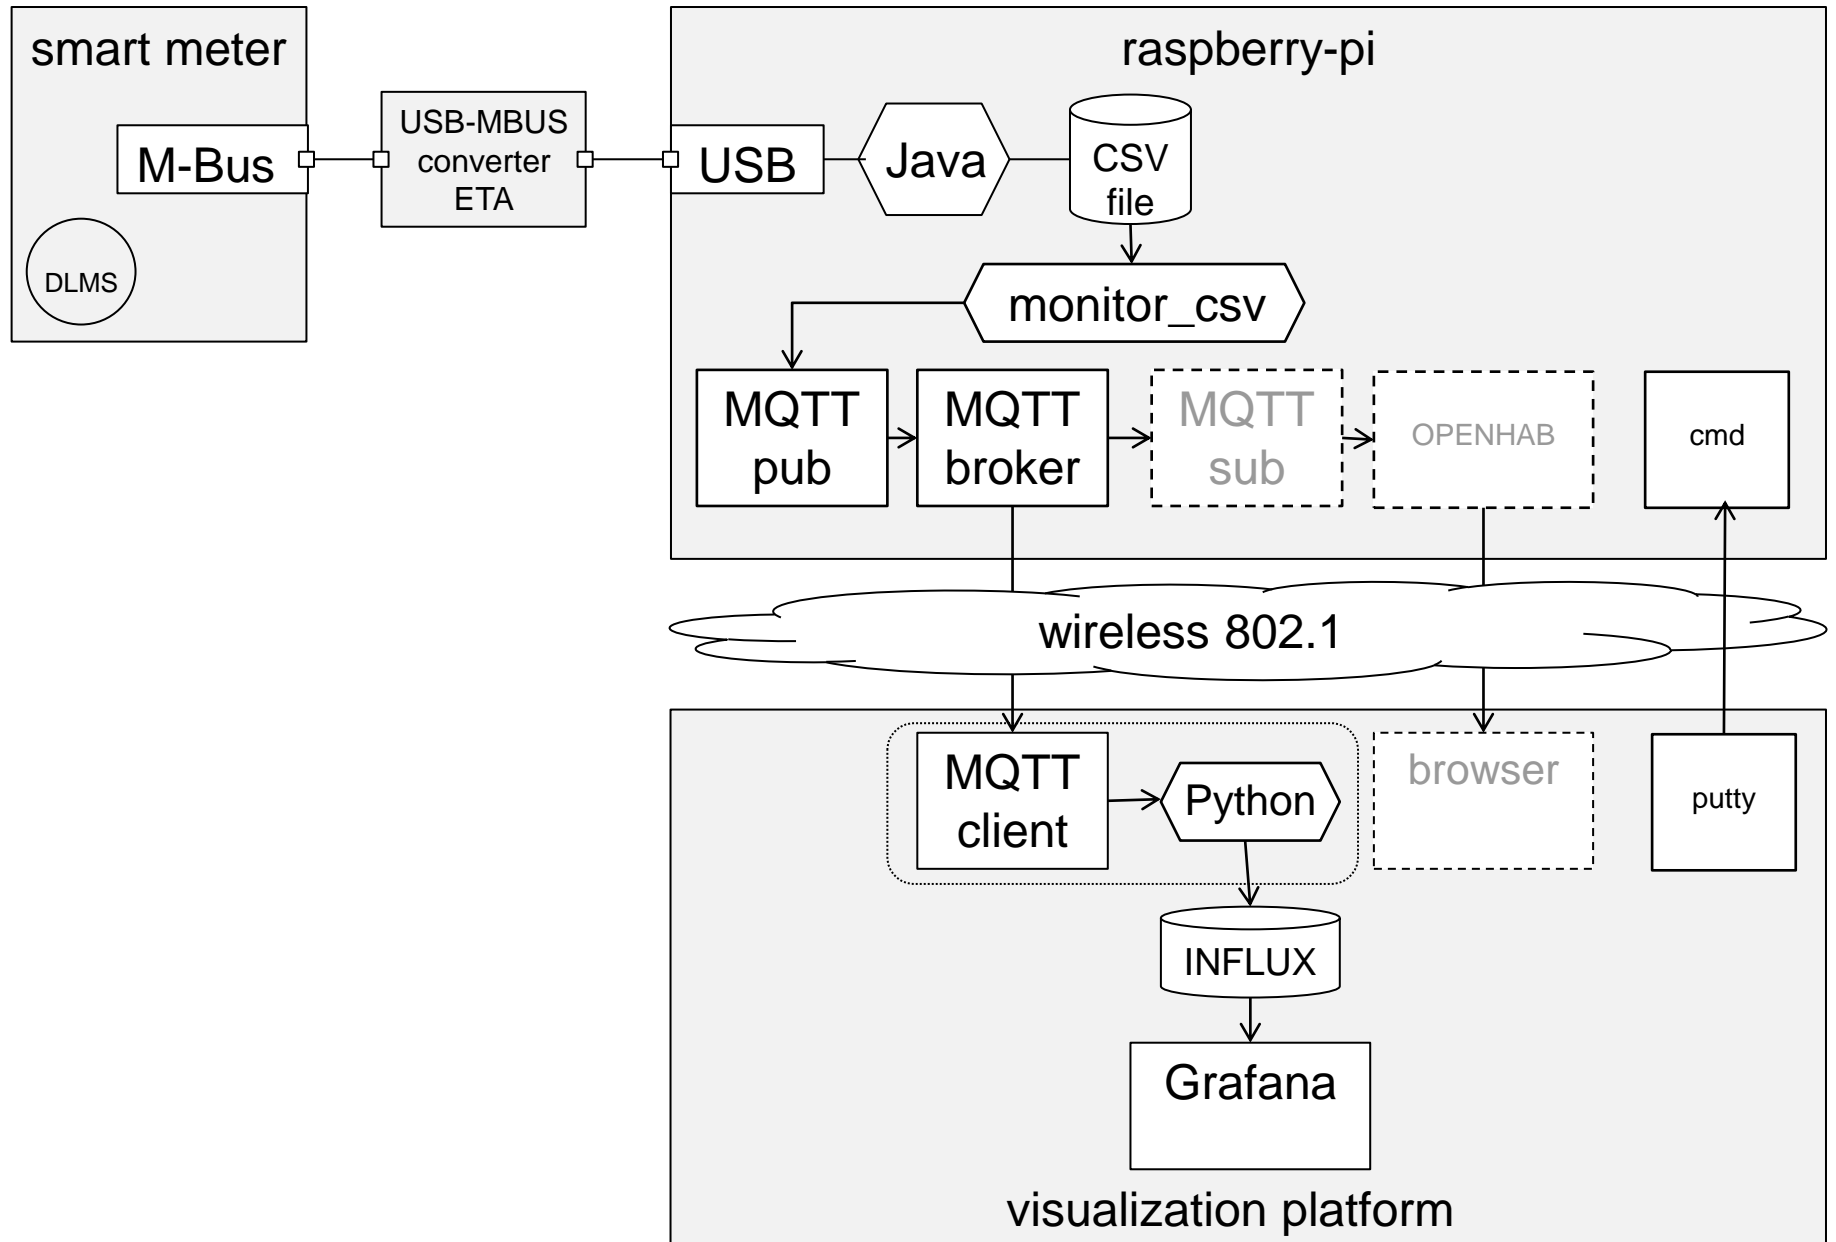 smart meter
raspberry-pi
USB-MBUS
converter
ETA
M-Bus
USB
Java
CSV
file
DLMS
monitor_csv
MQTT
pub
MQTT
broker
MQTT
sub
OPENHAB
cmd
wireless 802.1
MQTT
client
Python
browser
putty
INFLUX
Grafana
visualization platform